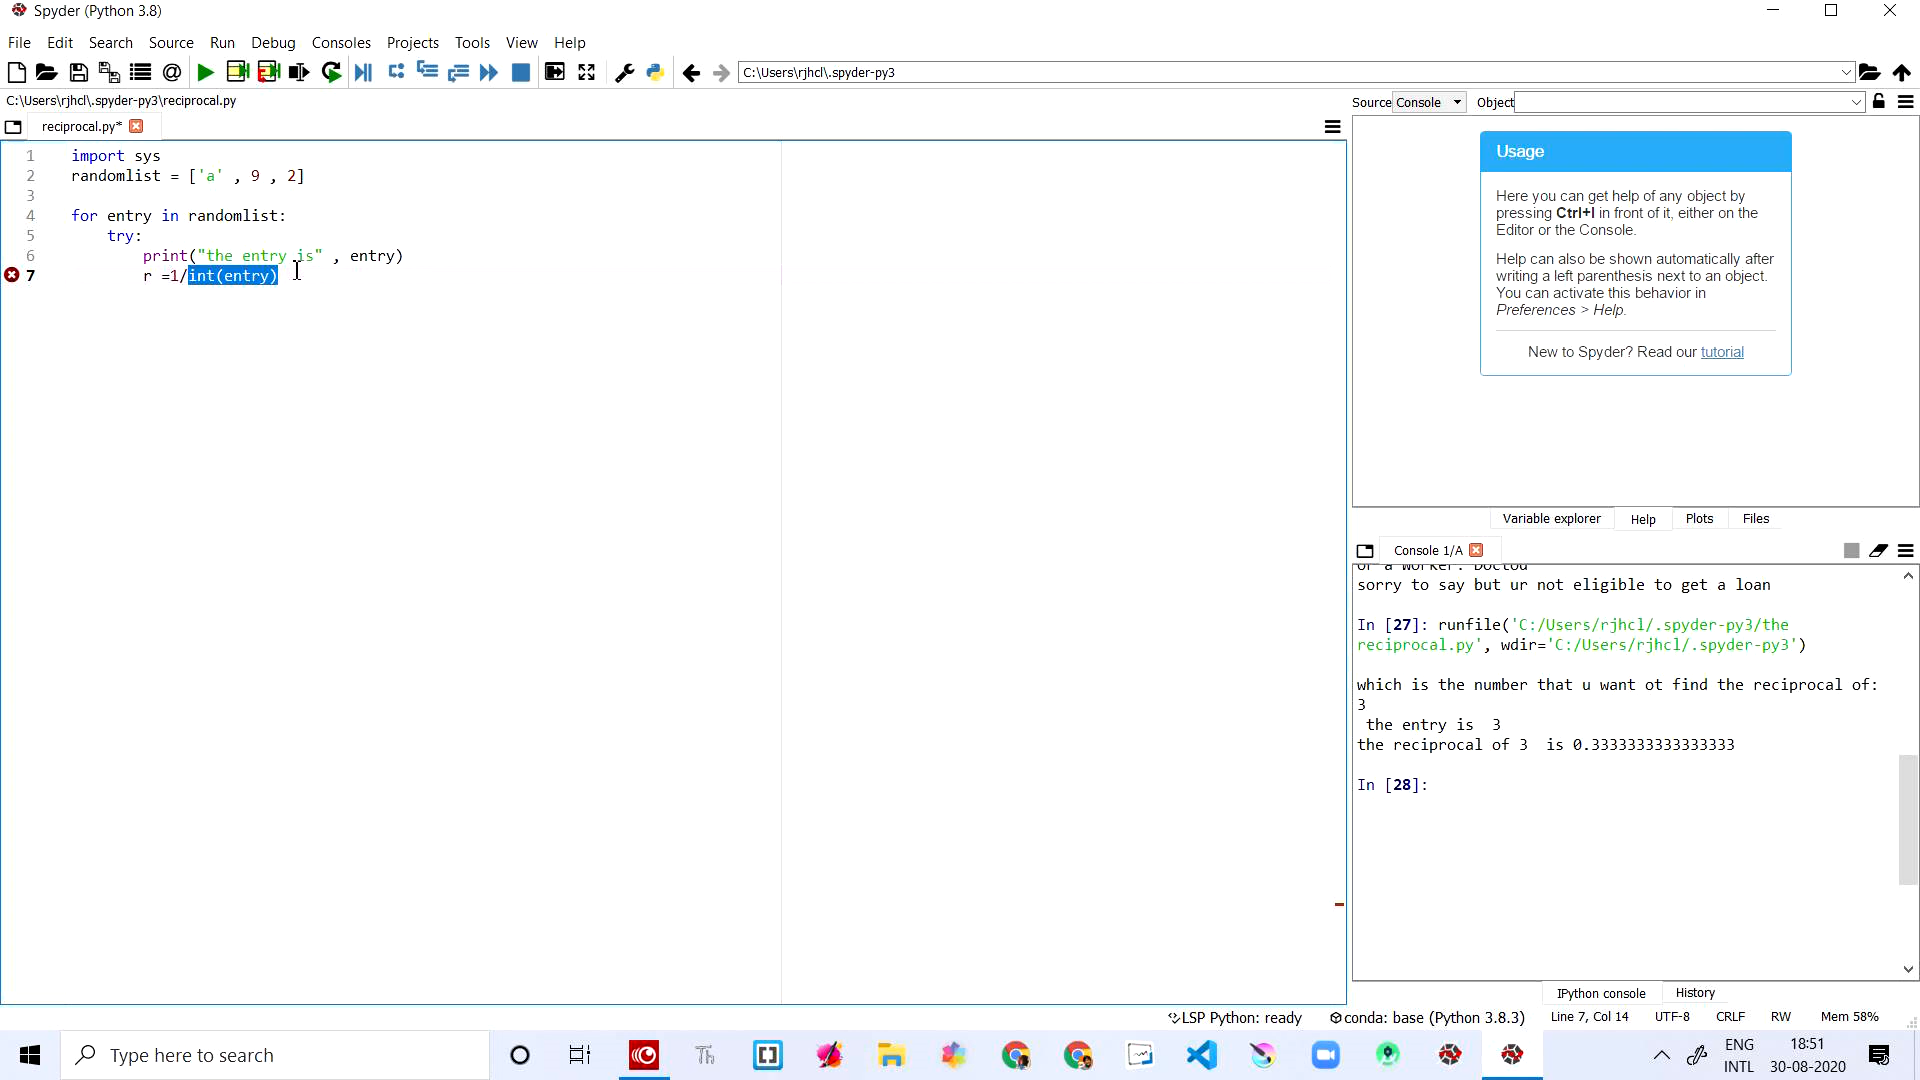 Spyder (Python 3.8)
File Edit Search Source Run Debug Consoles Projects Tools View Help
C:\Users\rjhcl\.spyder-py3
C:\Users\rjhcl\.spyder-py3\reciprocal.py
Source Console Object
reciprocal.py*
1 import sys
2 randomlist = ['a' , 9 , 2]
3
4 for entry in randomlist:
5 try:
6 print("the entry is" , entry)
7 r =1/int(entry)
Usage
Here you can get help of any object by
pressing Ctrl+I in front of it, either on the
Editor or the Console.
Help can also be shown automatically after
writing a left parenthesis next to an object.
You can activate this behavior in
Preferences > Help.
New to Spyder? Read our tutorial
Variable explorer Help Plots Files
Console 1/A
or a worker: Doctou
sorry to say but ur not eligible to get a loan
In [27]: runfile('C:/Users/rjhcl/.spyder-py3/the
reciprocal.py', wdir='C:/Users/rjhcl/.spyder-py3')
which is the number that u want ot find the reciprocal of:
3
the entry is 3
the reciprocal of 3 is 0.3333333333333333
In [28]:
IPython console History
LSP Python: ready conda: base (Python 3.8.3) Line 7, Col 14 UTF-8 CRLF RW Mem 58%
Type here to search
Th
ENG
INTL
18:51
30-08-2020